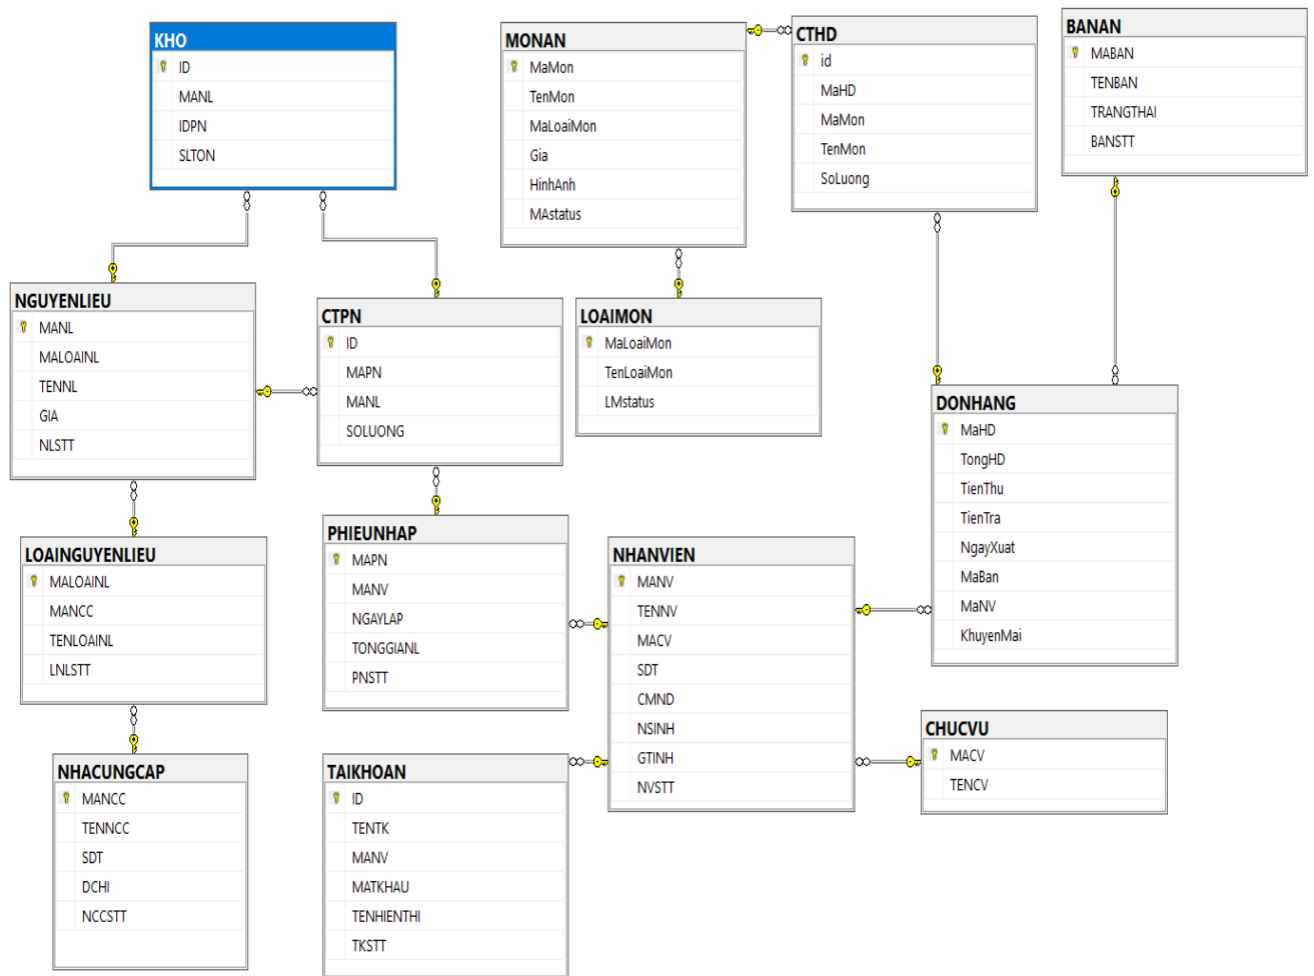 KHO
ID
MANL
IDPN
SLTON
MONAN
MaMon
TenMon
MaLoaiMon
Gia
HinhAnh
MAstatus
CTHD
id
MaHD
MaMon
TenMon
SoLuong
BANAN
MABAN
TENBAN
TRANGTHAI
BANSTT
NGUYENLIEU
MANL
MALOAINL
TENNL
GIA
NLSTT
CTPN
ID
MAPN
MANL
SOLUONG
LOAIMON
MaLoaiMon
TenLoaiMon
LMstatus
DONHANG
MaHD
TongHD
TienThu
TienTra
NgayXuat
MaBan
MaNV
KhuyenMai
LOAINGUYENLIEU
MALOAINL
MANCC
TENLOAINL
LNLSTT
PHIEUNHAP
MAPN
MANV
NGAYLAP
TONGGIANL
PNSTT
NHANVIEN
MANV
TENNV
MACV
SDT
CMND
NSINH
GTINH
NVSTT
CHUCVU
MACV
TENCV
NHACUNGCAP
MANCC
TENNCC
SDT
DCHI
NCCSTT
TAIKHOAN
ID
TENTK
MANV
MATKHAU
TENHIENTHI
TKSTT